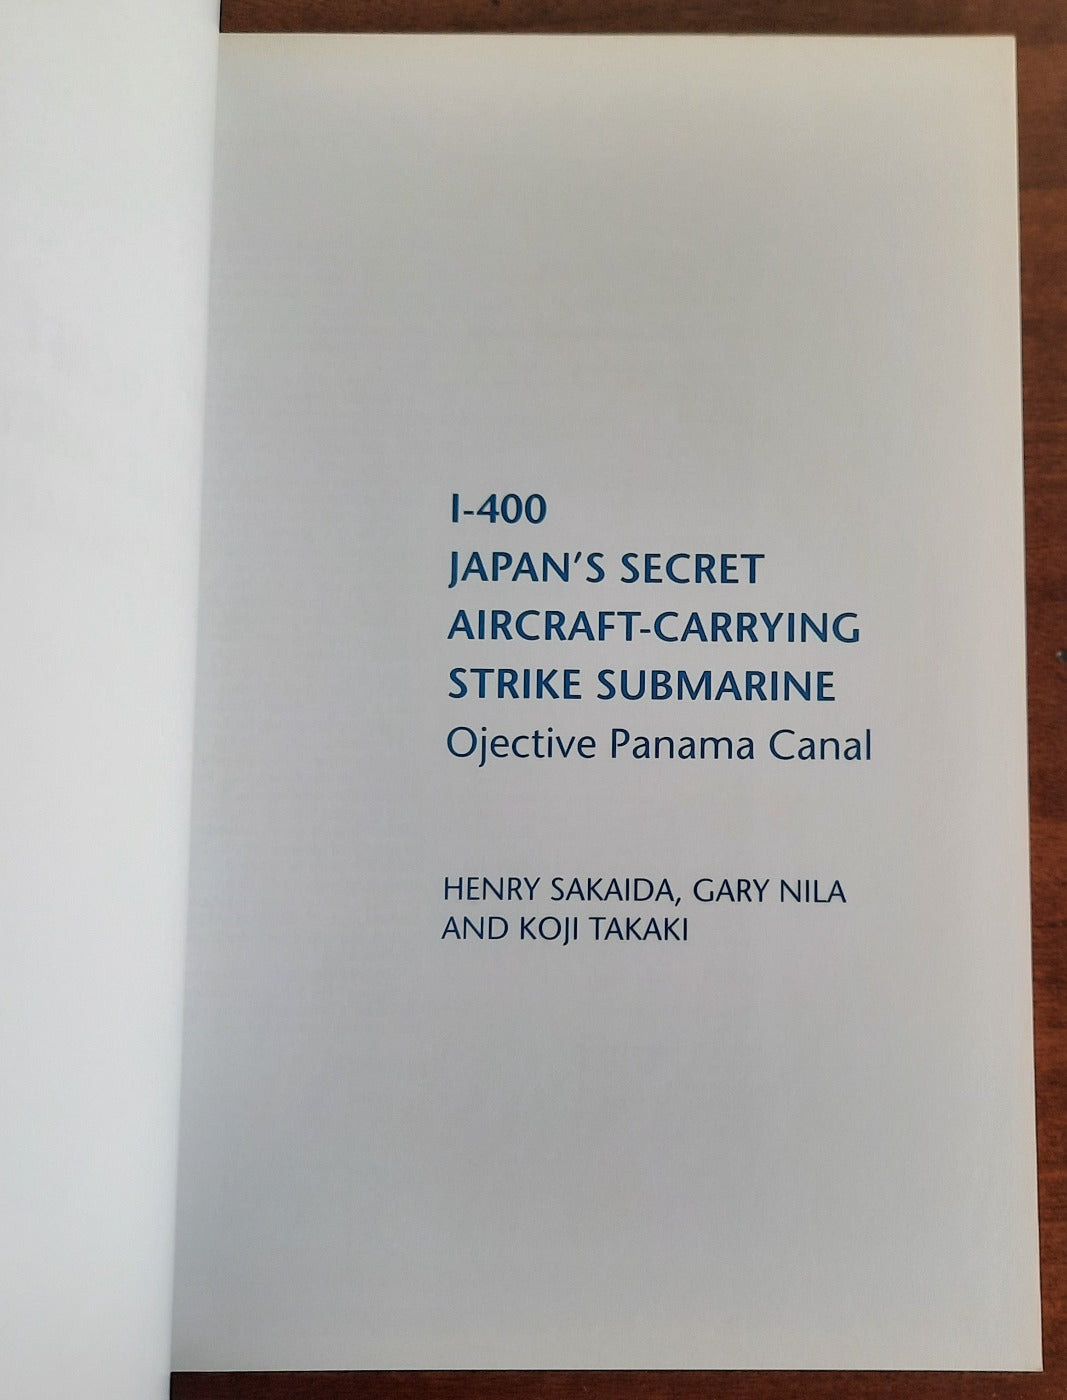 I-400
JAPAN'S SECRET
AIRCRAFT-CARRYING
STRIKE SUBMARINE
Ojective Panama Canal
HENRY SAKAIDA, GARY NILA
AND KOJI TAKAKI